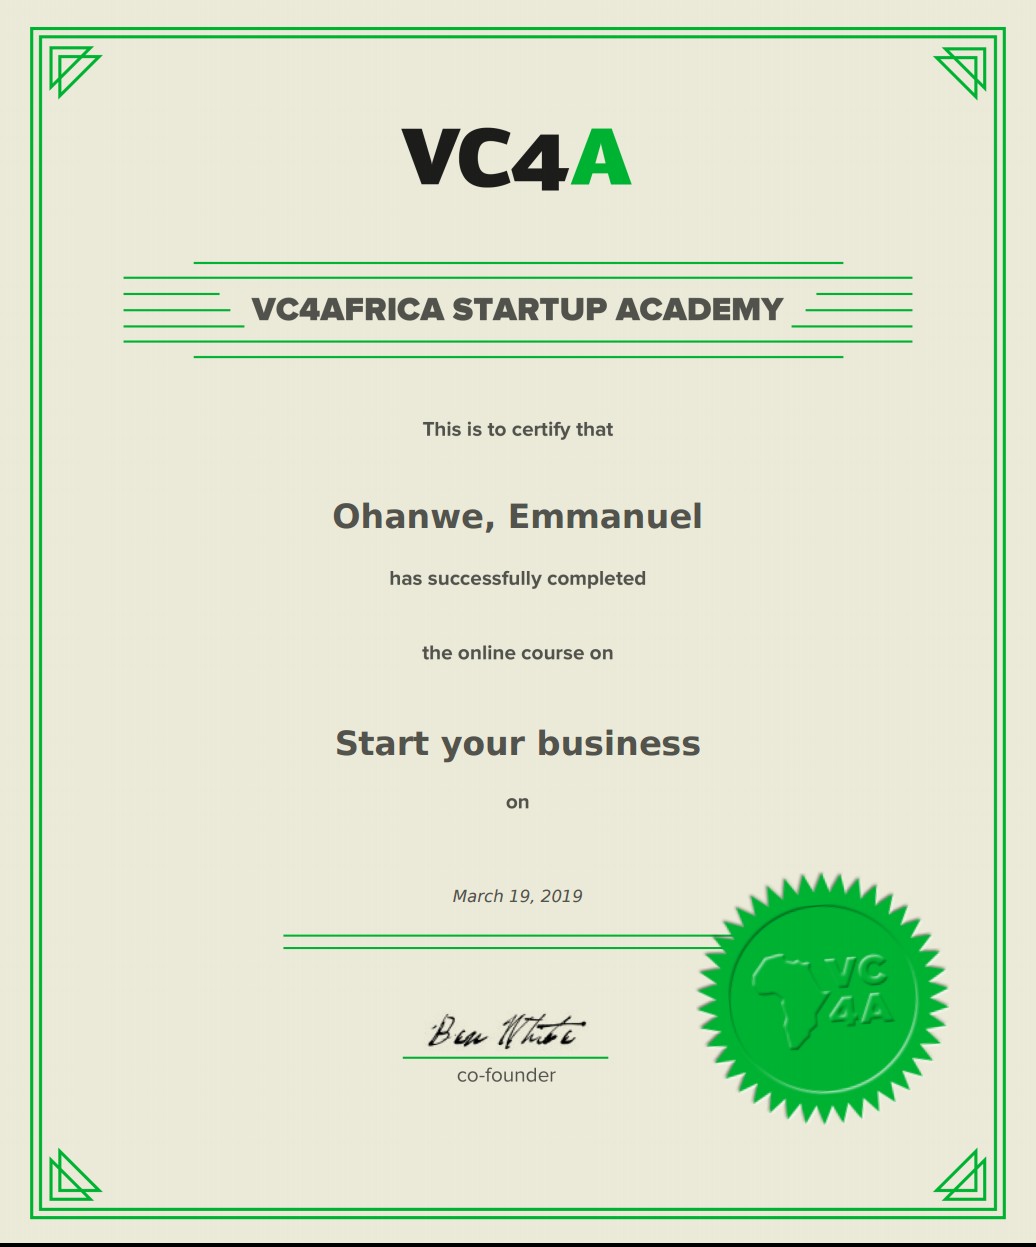 VC4A
VC4AFRICA STARTUP ACADEMY
This is to certify that
Ohanwe, Emmanuel
has successfully completed
the online course on
Start your business
on
March 19, 2019
VC
4A
Ben White
co-founder